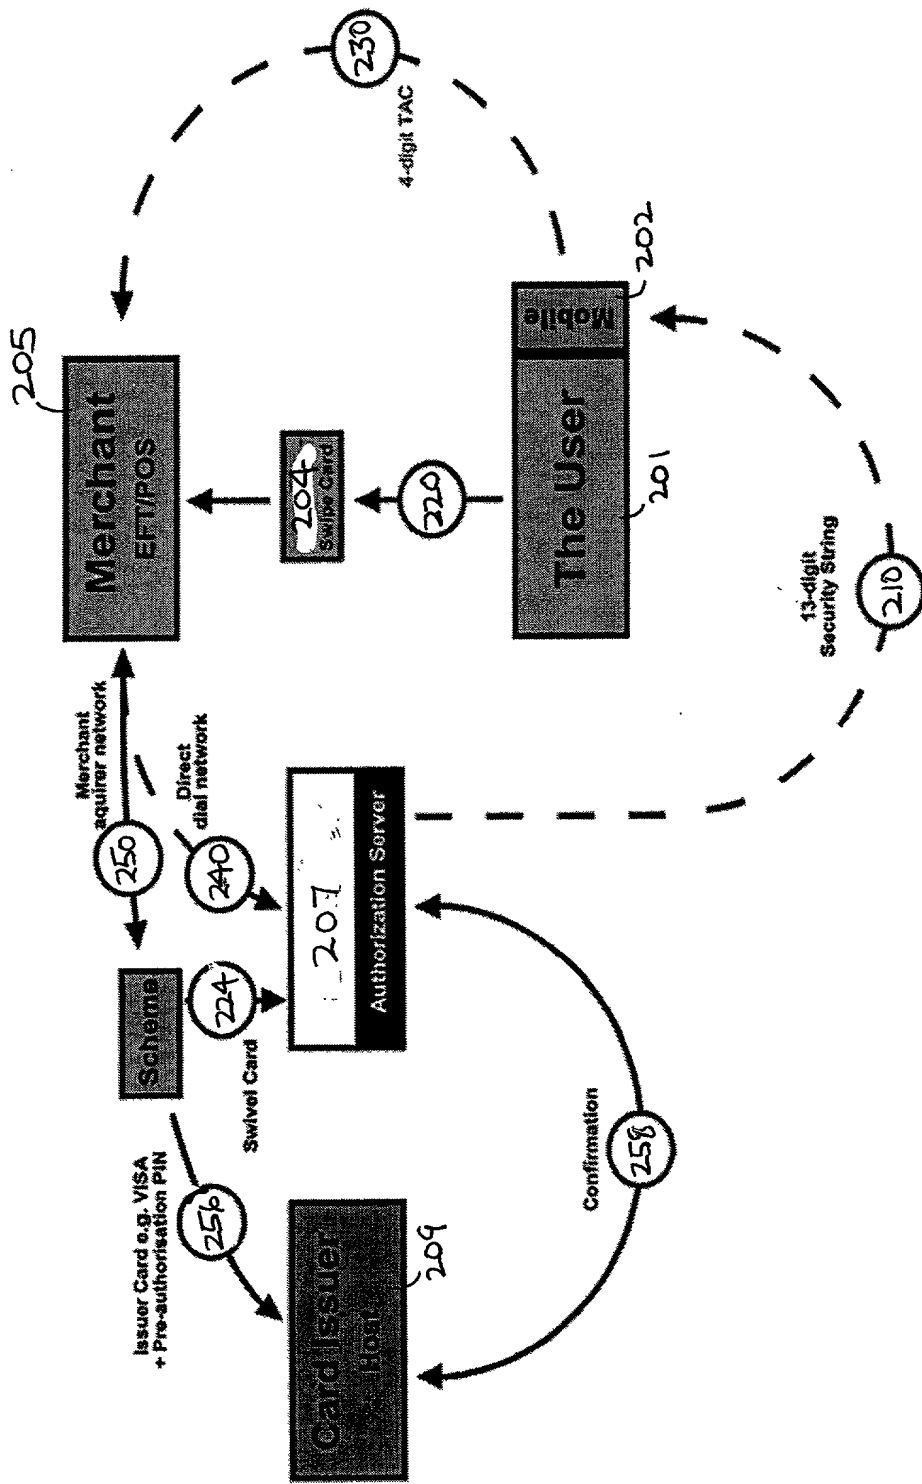 205
Merchant
EFT/POS
Merchant
aquirer network
250
Direct
dial network
240
Scheme
224
Swivel Card
Issuer Card e.g. VISA
+ Pre-authorisation PIN
256
230
4-digit TAC
204
Swipe Card
220
207
Authorization Server
Card Issuer
Host
209
The User
Mobile
202
201
Confirmation
258
13-digit
Security String
210